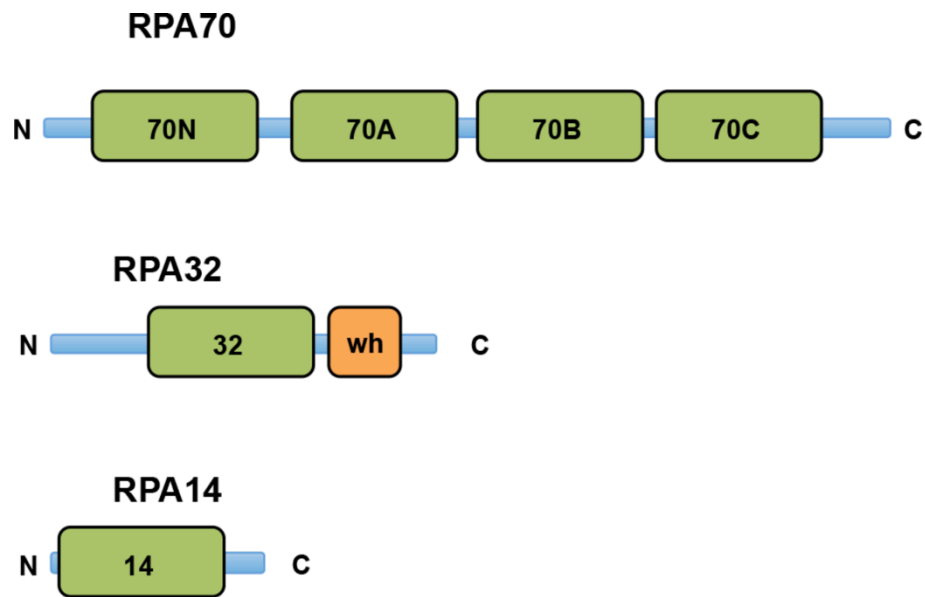 RPA70
N 70N 70A 70B 70C C
RPA32
N 32 wh C
RPA14
N 14 C